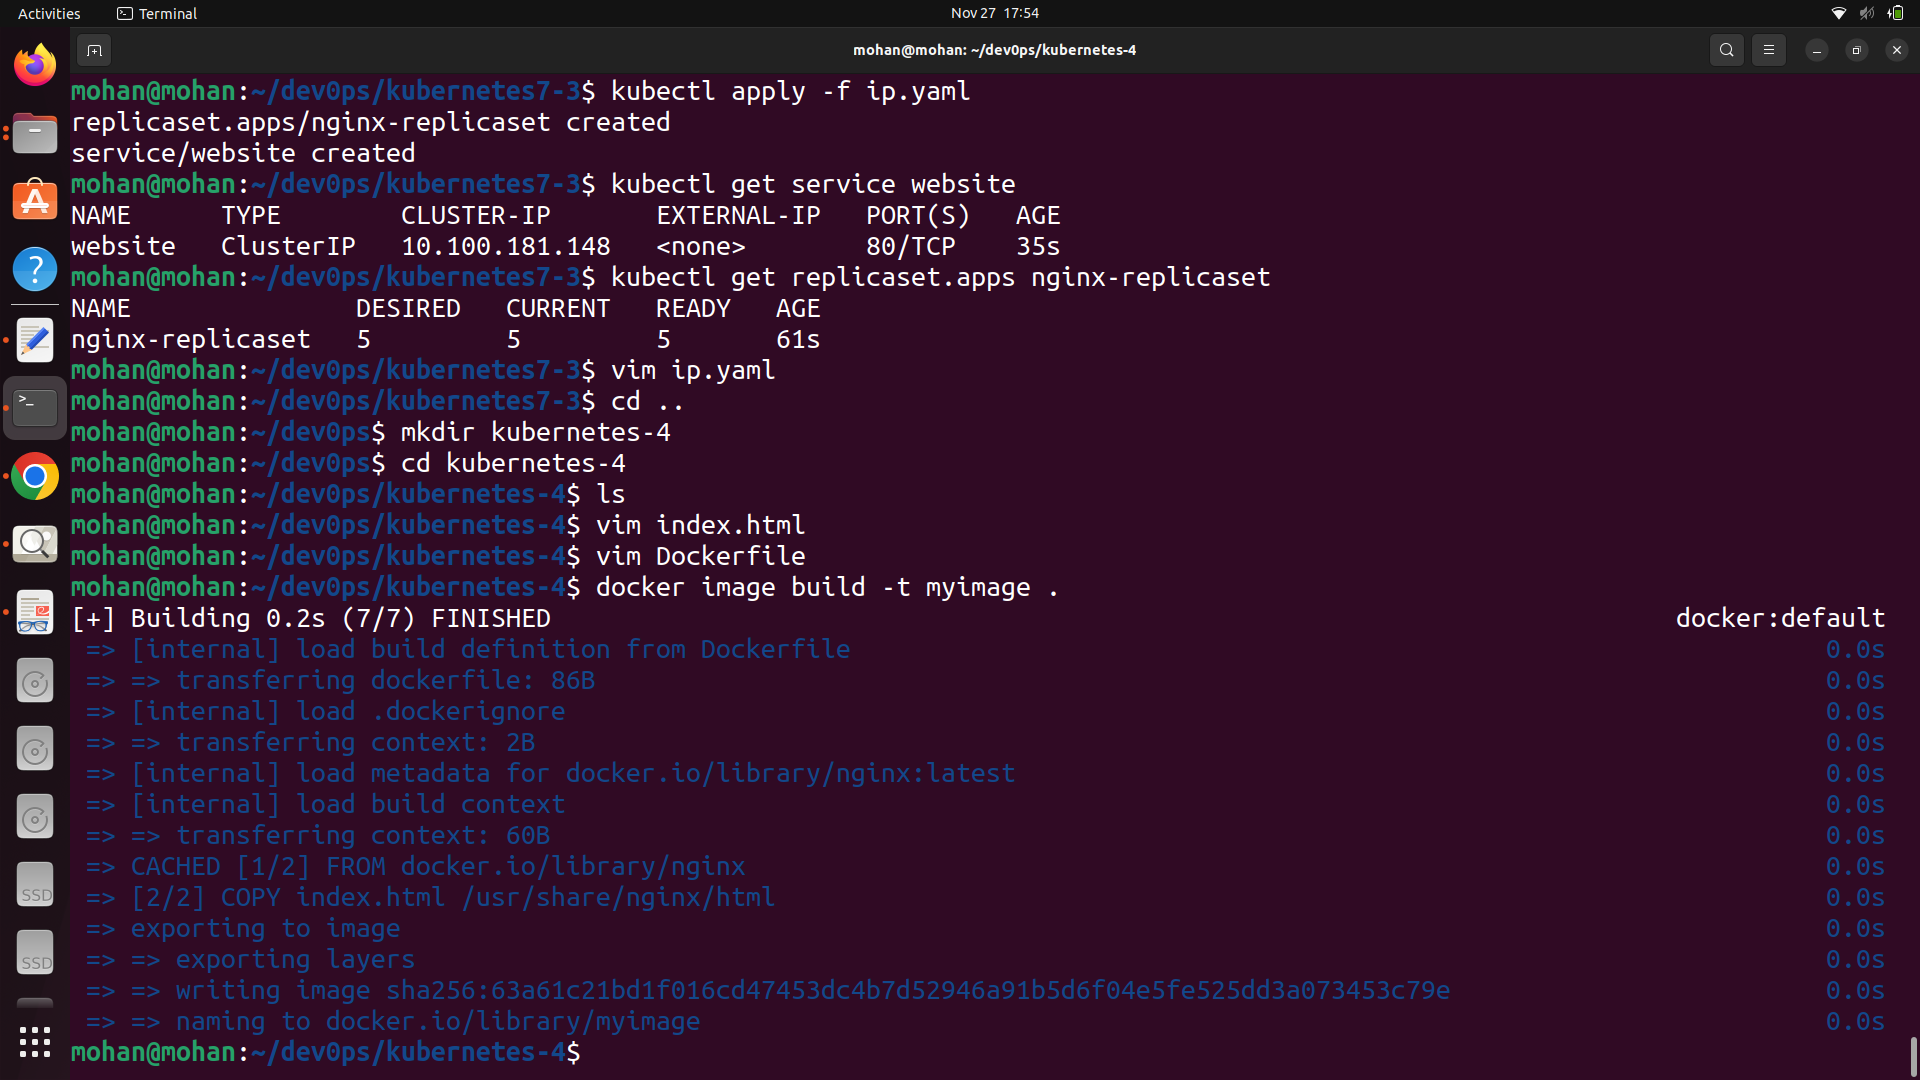 Activities Terminal Nov 27 17:54
mohan@mohan: ~/dev0ps/kubernetes-4
mohan@mohan:~/dev0ps/kubernetes7-3$ kubectl apply -f ip.yaml
replicaset.apps/nginx-replicaset created
service/website created
mohan@mohan:~/dev0ps/kubernetes7-3$ kubectl get service website
NAME TYPE CLUSTER-IP EXTERNAL-IP PORT(S) AGE
website ClusterIP 10.100.181.148 <none> 80/TCP 35s
mohan@mohan:~/dev0ps/kubernetes7-3$ kubectl get replicaset.apps nginx-replicaset
NAME DESIRED CURRENT READY AGE
nginx-replicaset 5 5 5 61s
mohan@mohan:~/dev0ps/kubernetes7-3$ vim ip.yaml
mohan@mohan:~/dev0ps/kubernetes7-3$ cd ..
mohan@mohan:~/dev0ps$ mkdir kubernetes-4
mohan@mohan:~/dev0ps$ cd kubernetes-4
mohan@mohan:~/dev0ps/kubernetes-4$ ls
mohan@mohan:~/dev0ps/kubernetes-4$ vim index.html
mohan@mohan:~/dev0ps/kubernetes-4$ vim Dockerfile
mohan@mohan:~/dev0ps/kubernetes-4$ docker image build -t myimage .
[+] Building 0.2s (7/7) FINISHED docker:default
=> [internal] load build definition from Dockerfile 0.0s
=> => transferring dockerfile: 86B 0.0s
=> [internal] load .dockerignore 0.0s
=> => transferring context: 2B 0.0s
=> [internal] load metadata for docker.io/library/nginx:latest 0.0s
=> [internal] load build context 0.0s
=> => transferring context: 60B 0.0s
=> CACHED [1/2] FROM docker.io/library/nginx 0.0s
=> [2/2] COPY index.html /usr/share/nginx/html 0.0s
=> exporting to image 0.0s
=> => exporting layers 0.0s
=> => writing image sha256:63a61c21bd1f016cd47453dc4b7d52946a91b5d6f04e5fe525dd3a073453c79e 0.0s
=> => naming to docker.io/library/myimage 0.0s
mohan@mohan:~/dev0ps/kubernetes-4$
SSD
SSD